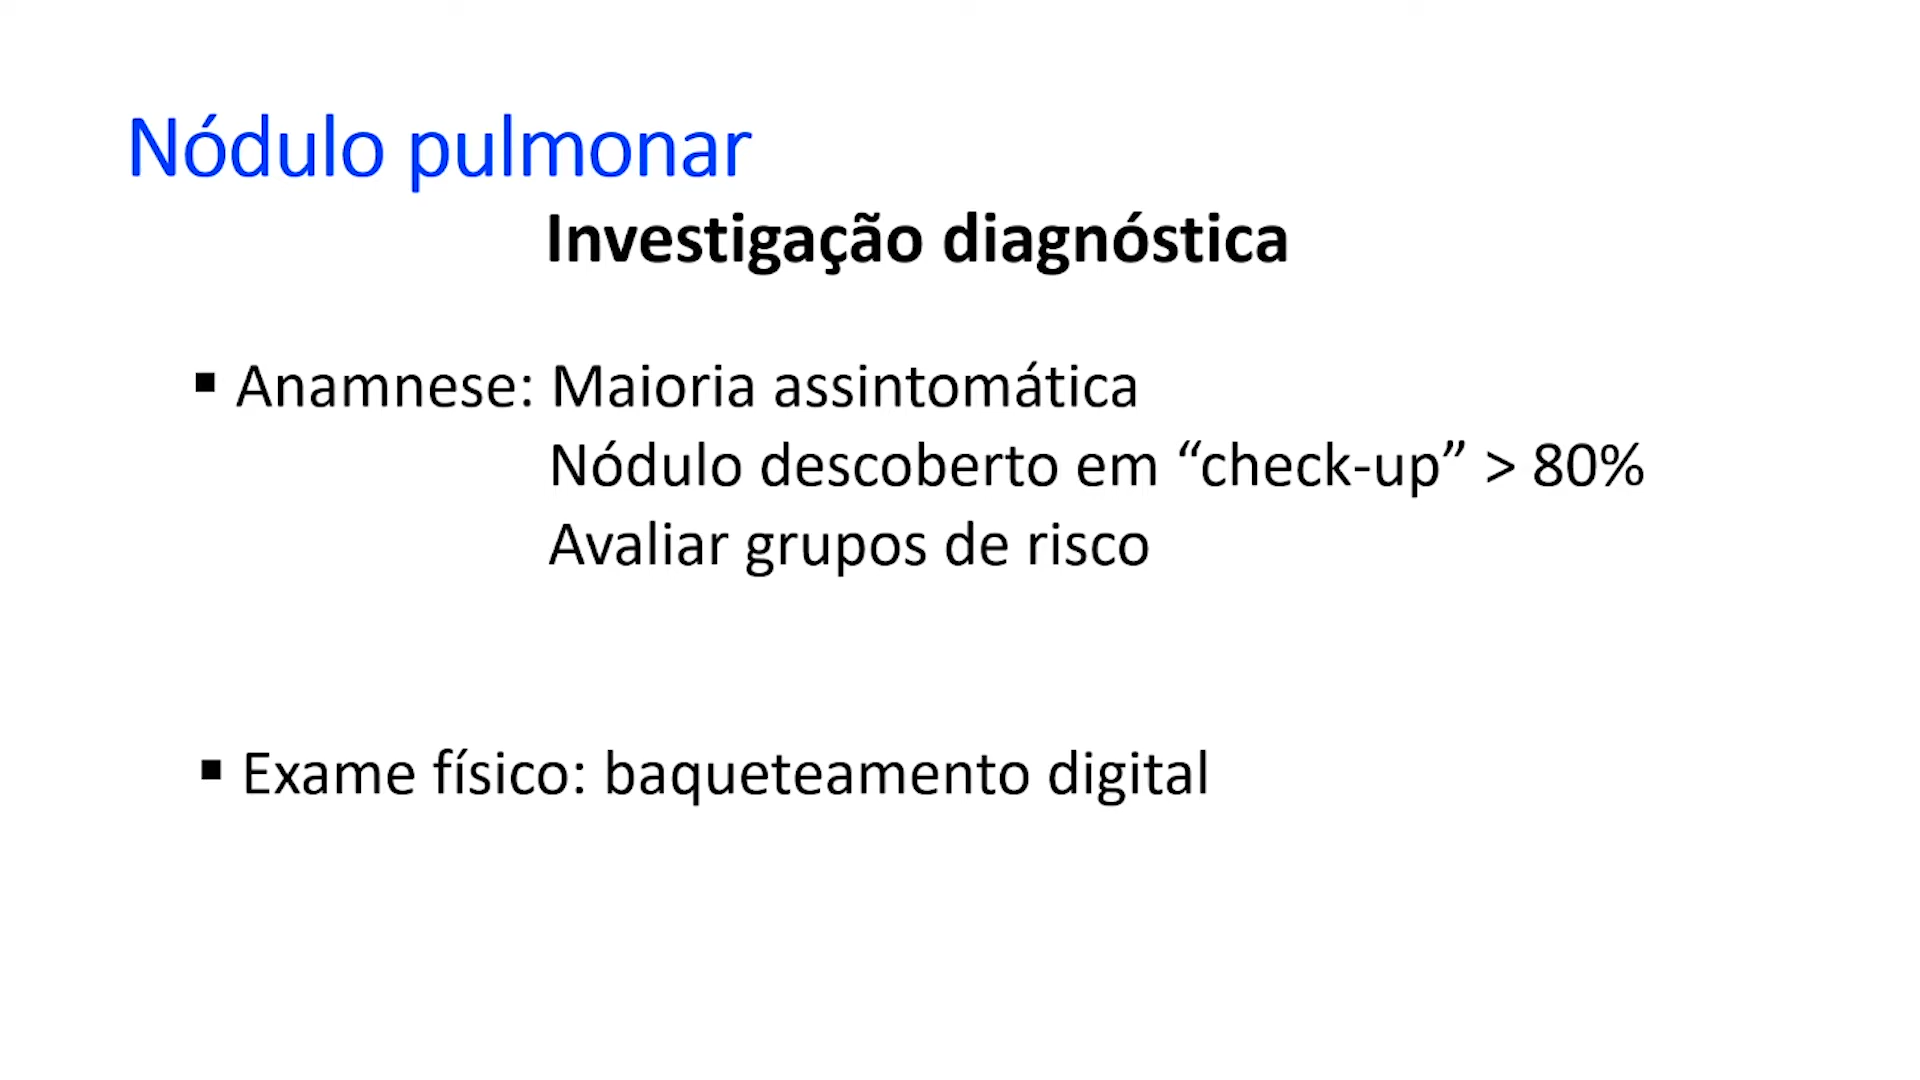 Nódulo pulmonar
Investigação diagnóstica
▪ Anamnese: Maioria assintomática
Nódulo descoberto em “check-up” > 80%
Avaliar grupos de risco
▪ Exame físico: baqueteamento digital